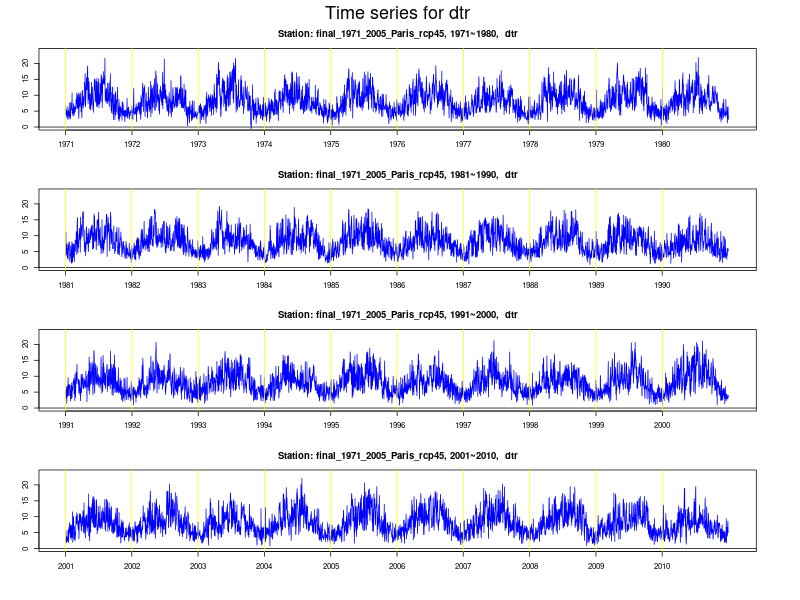 Time series for dtr
Station: final_1971_2005_Paris_rcp45, 1971~1980, dtr
20
15
10
5
0
1971 1972 1973 1974 1975 1976 1977 1978 1979 1980
Station: final_1971_2005_Paris_rcp45, 1981~1990, dtr
20
15
10
5
0
1981 1982 1983 1984 1985 1986 1987 1988 1989 1990
Station: final_1971_2005_Paris_rcp45, 1991~2000, dtr
20
15
10
5
0
1991 1992 1993 1994 1995 1996 1997 1998 1999 2000
Station: final_1971_2005_Paris_rcp45, 2001~2010, dtr
20
15
10
5
0
2001 2002 2003 2004 2005 2006 2007 2008 2009 2010